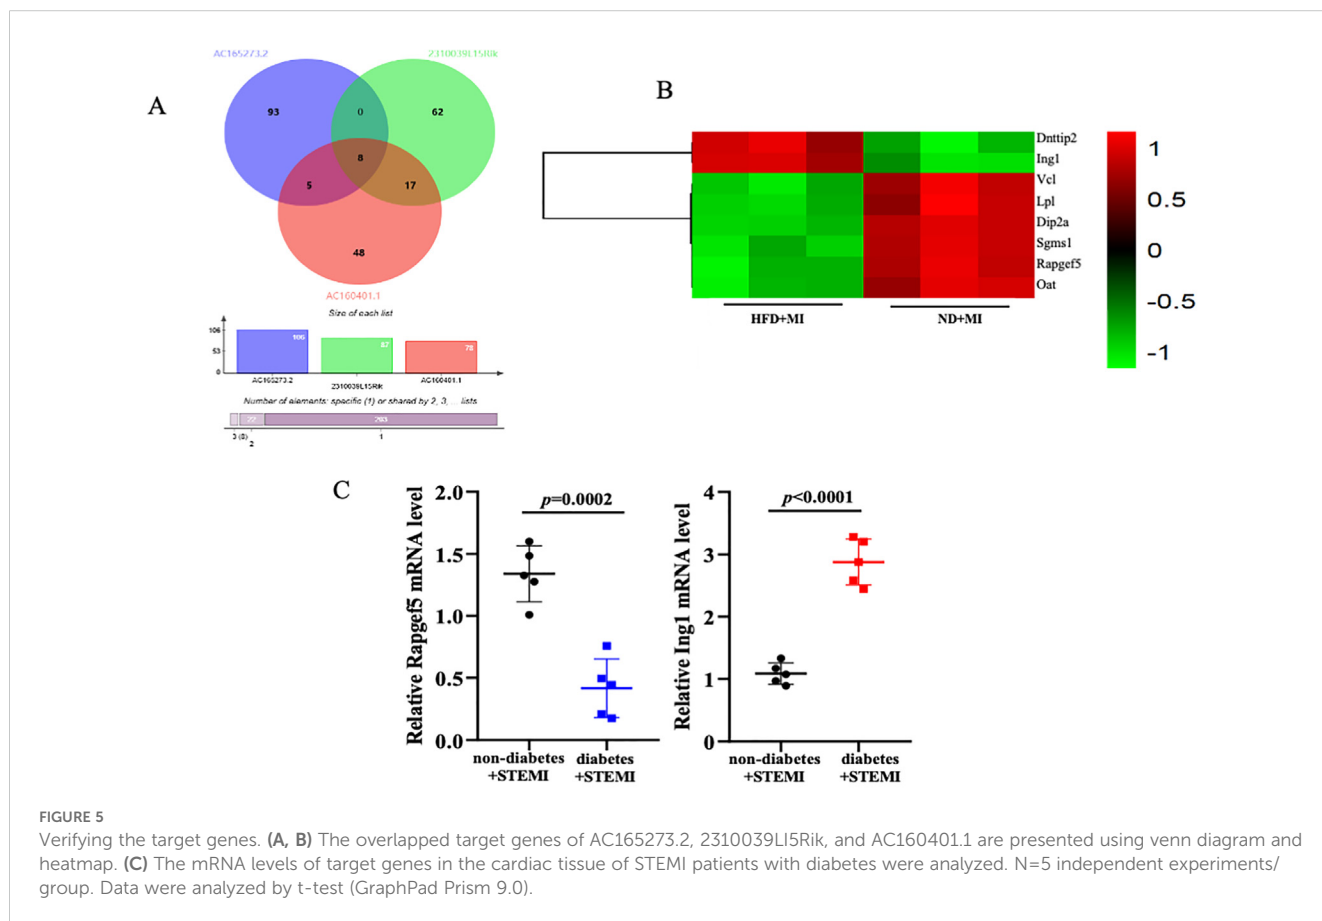 A
AC165273.2
2310039L15Rik
93
0
62
8
5
17
48
AC160401.1
Size of each list
106
53
0
106
87
78
AC165273.2
2310039L15Rik
AC160401.1
Number of elements: specific (1) or shared by 2, 3, ... lists
22
203
3 (8)
2
1
B
Dnttip2
Ing1
Vcl
Lpl
Dip2a
Sgms1
Rapgef5
Oat
HFD+MI
ND+MI
1
0.5
0
-0.5
-1
C
Relative Rapgef5 mRNA level
2.0
1.5
1.0
0.5
0.0
p=0.0002
non-diabetes
+STEMI
diabetes
+STEMI
Relative Ing1 mRNA level
4
3
2
1
0
p<0.0001
non-diabetes
+STEMI
diabetes
+STEMI
FIGURE 5
Verifying the target genes. (A, B) The overlapped target genes of AC165273.2, 2310039LI5Rik, and AC160401.1 are presented using venn diagram and
heatmap. (C) The mRNA levels of target genes in the cardiac tissue of STEMI patients with diabetes were analyzed. N=5 independent experiments/
group. Data were analyzed by t-test (GraphPad Prism 9.0).